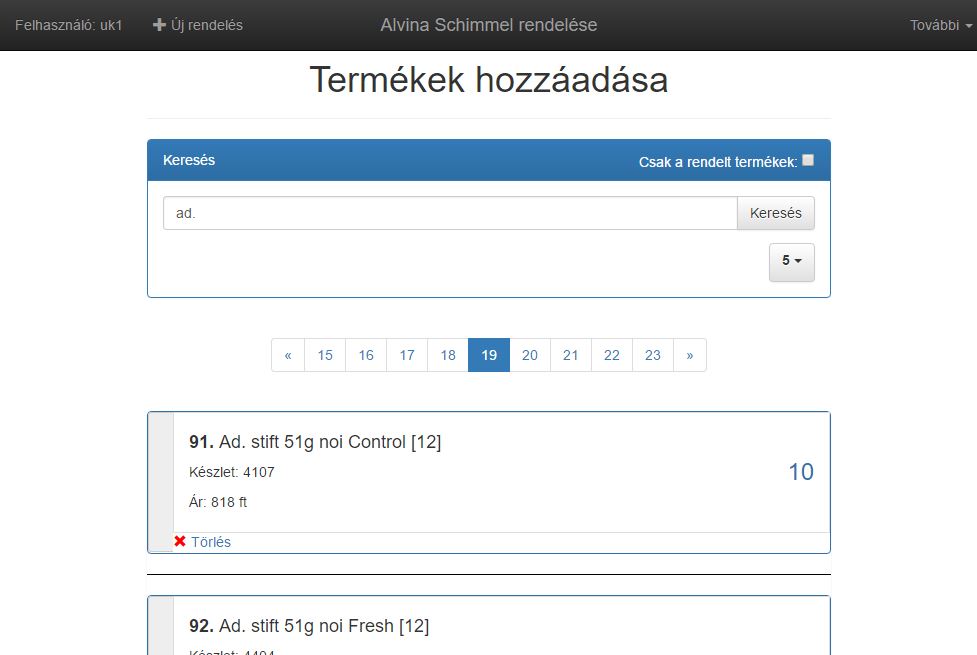 Felhasználó: uk1 Új rendelés Alvina Schimmel rendelése További
Termékek hozzáadása
Keresés Csak a rendelt termékek:
ad. Keresés
5
« 15 16 17 18 19 20 21 22 23 »
91. Ad. stift 51g noi Control [12]
Készlet: 4107
10
Ár: 818 ft
Törlés
92. Ad. stift 51g noi Fresh [12]
Készlet: 4404